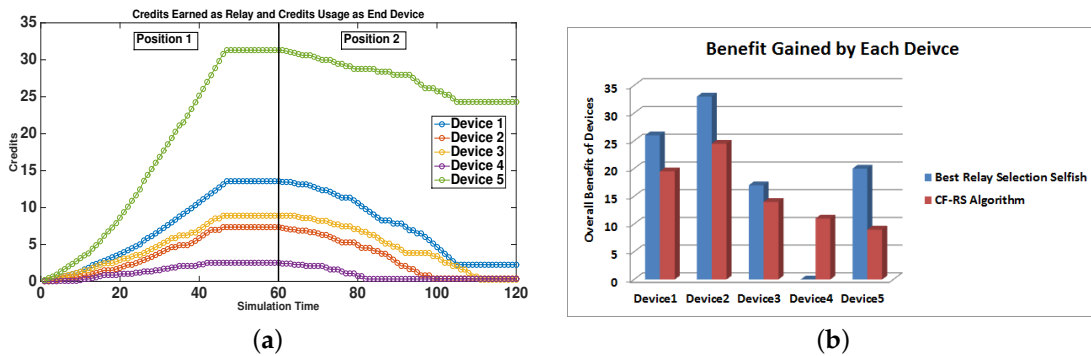 Credits Earned as Relay and Credits Usage as End Device
Position 1
Position 2
35
30
25
20
15
10
5
0
Credits
0
20
40
60
80
100
120
Simulation Time
Device 1
Device 2
Device 3
Device 4
Device 5
(a)
Benefit Gained by Each Deivce
Overall Benefit of Devices
35
30
25
20
15
10
5
0
Device1
Device2
Device3
Device4
Device5
Best Relay Selection Selfish
CF-RS Algorithm
(b)